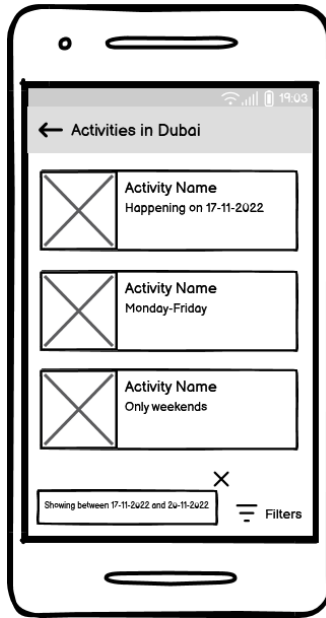 19:03
Activities in Dubai
Activity Name
Happening on 17-11-2022
Activity Name
Monday-Friday
Activity Name
Only weekends
Showing between 17-11-2022 and 20-11-2022
Filters